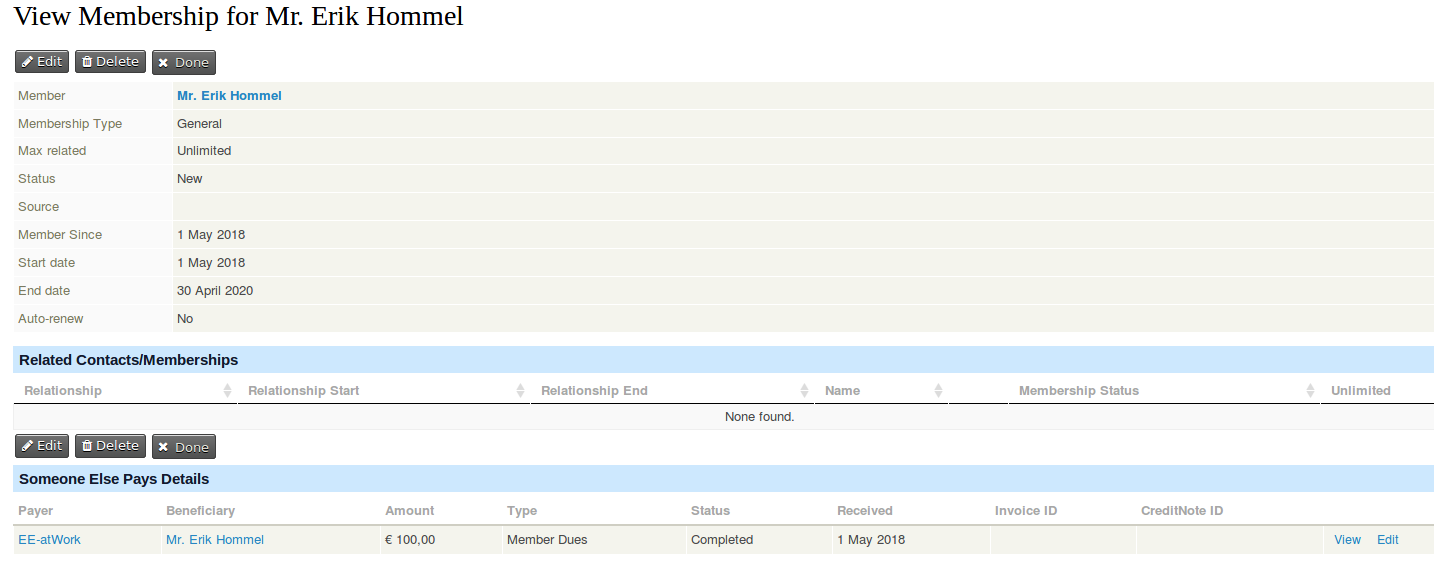 View Membership for Mr. Erik Hommel
Edit Delete Done
Member Mr. Erik Hommel
Membership Type General
Max related Unlimited
Status New
Source
Member Since 1 May 2018
Start date 1 May 2018
End date 30 April 2020
Auto-renew No
Related Contacts/Memberships
Relationship Relationship Start Relationship End Name Membership Status Unlimited
None found.
Edit Delete Done
Someone Else Pays Details
Payer Beneficiary Amount Type Status Received Invoice ID CreditNote ID
EE-atWork Mr. Erik Hommel € 100,00 Member Dues Completed 1 May 2018 View Edit